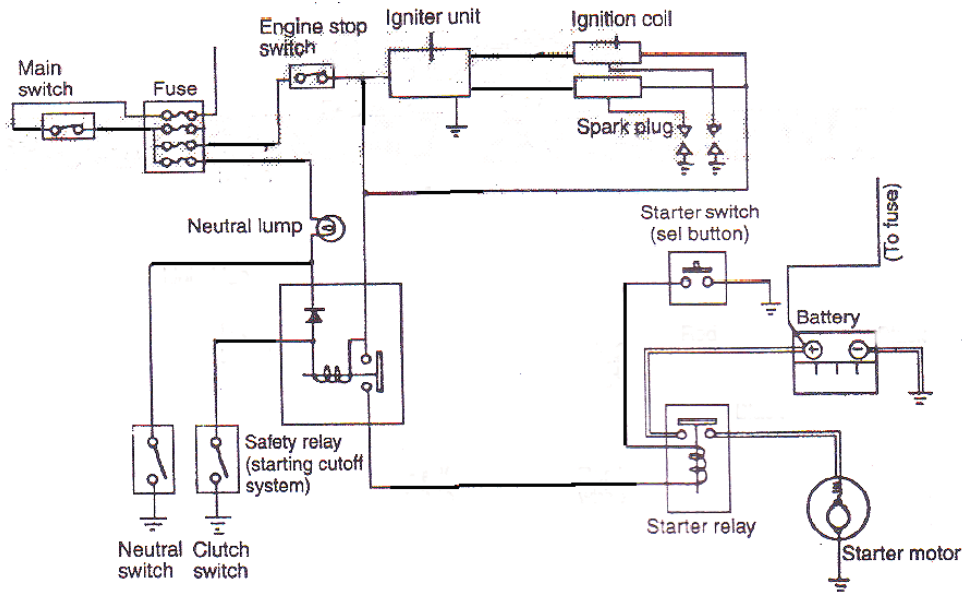 Engine stop
switch
Igniter unit
Ignition coil
Main
switch
Fuse
Spark plug
Neutral lump
Starter switch
(sel button)
(To fuse)
Battery
+
−
Safety relay
(starting cutoff
system)
Starter relay
Starter motor
Neutral
switch
Clutch
switch